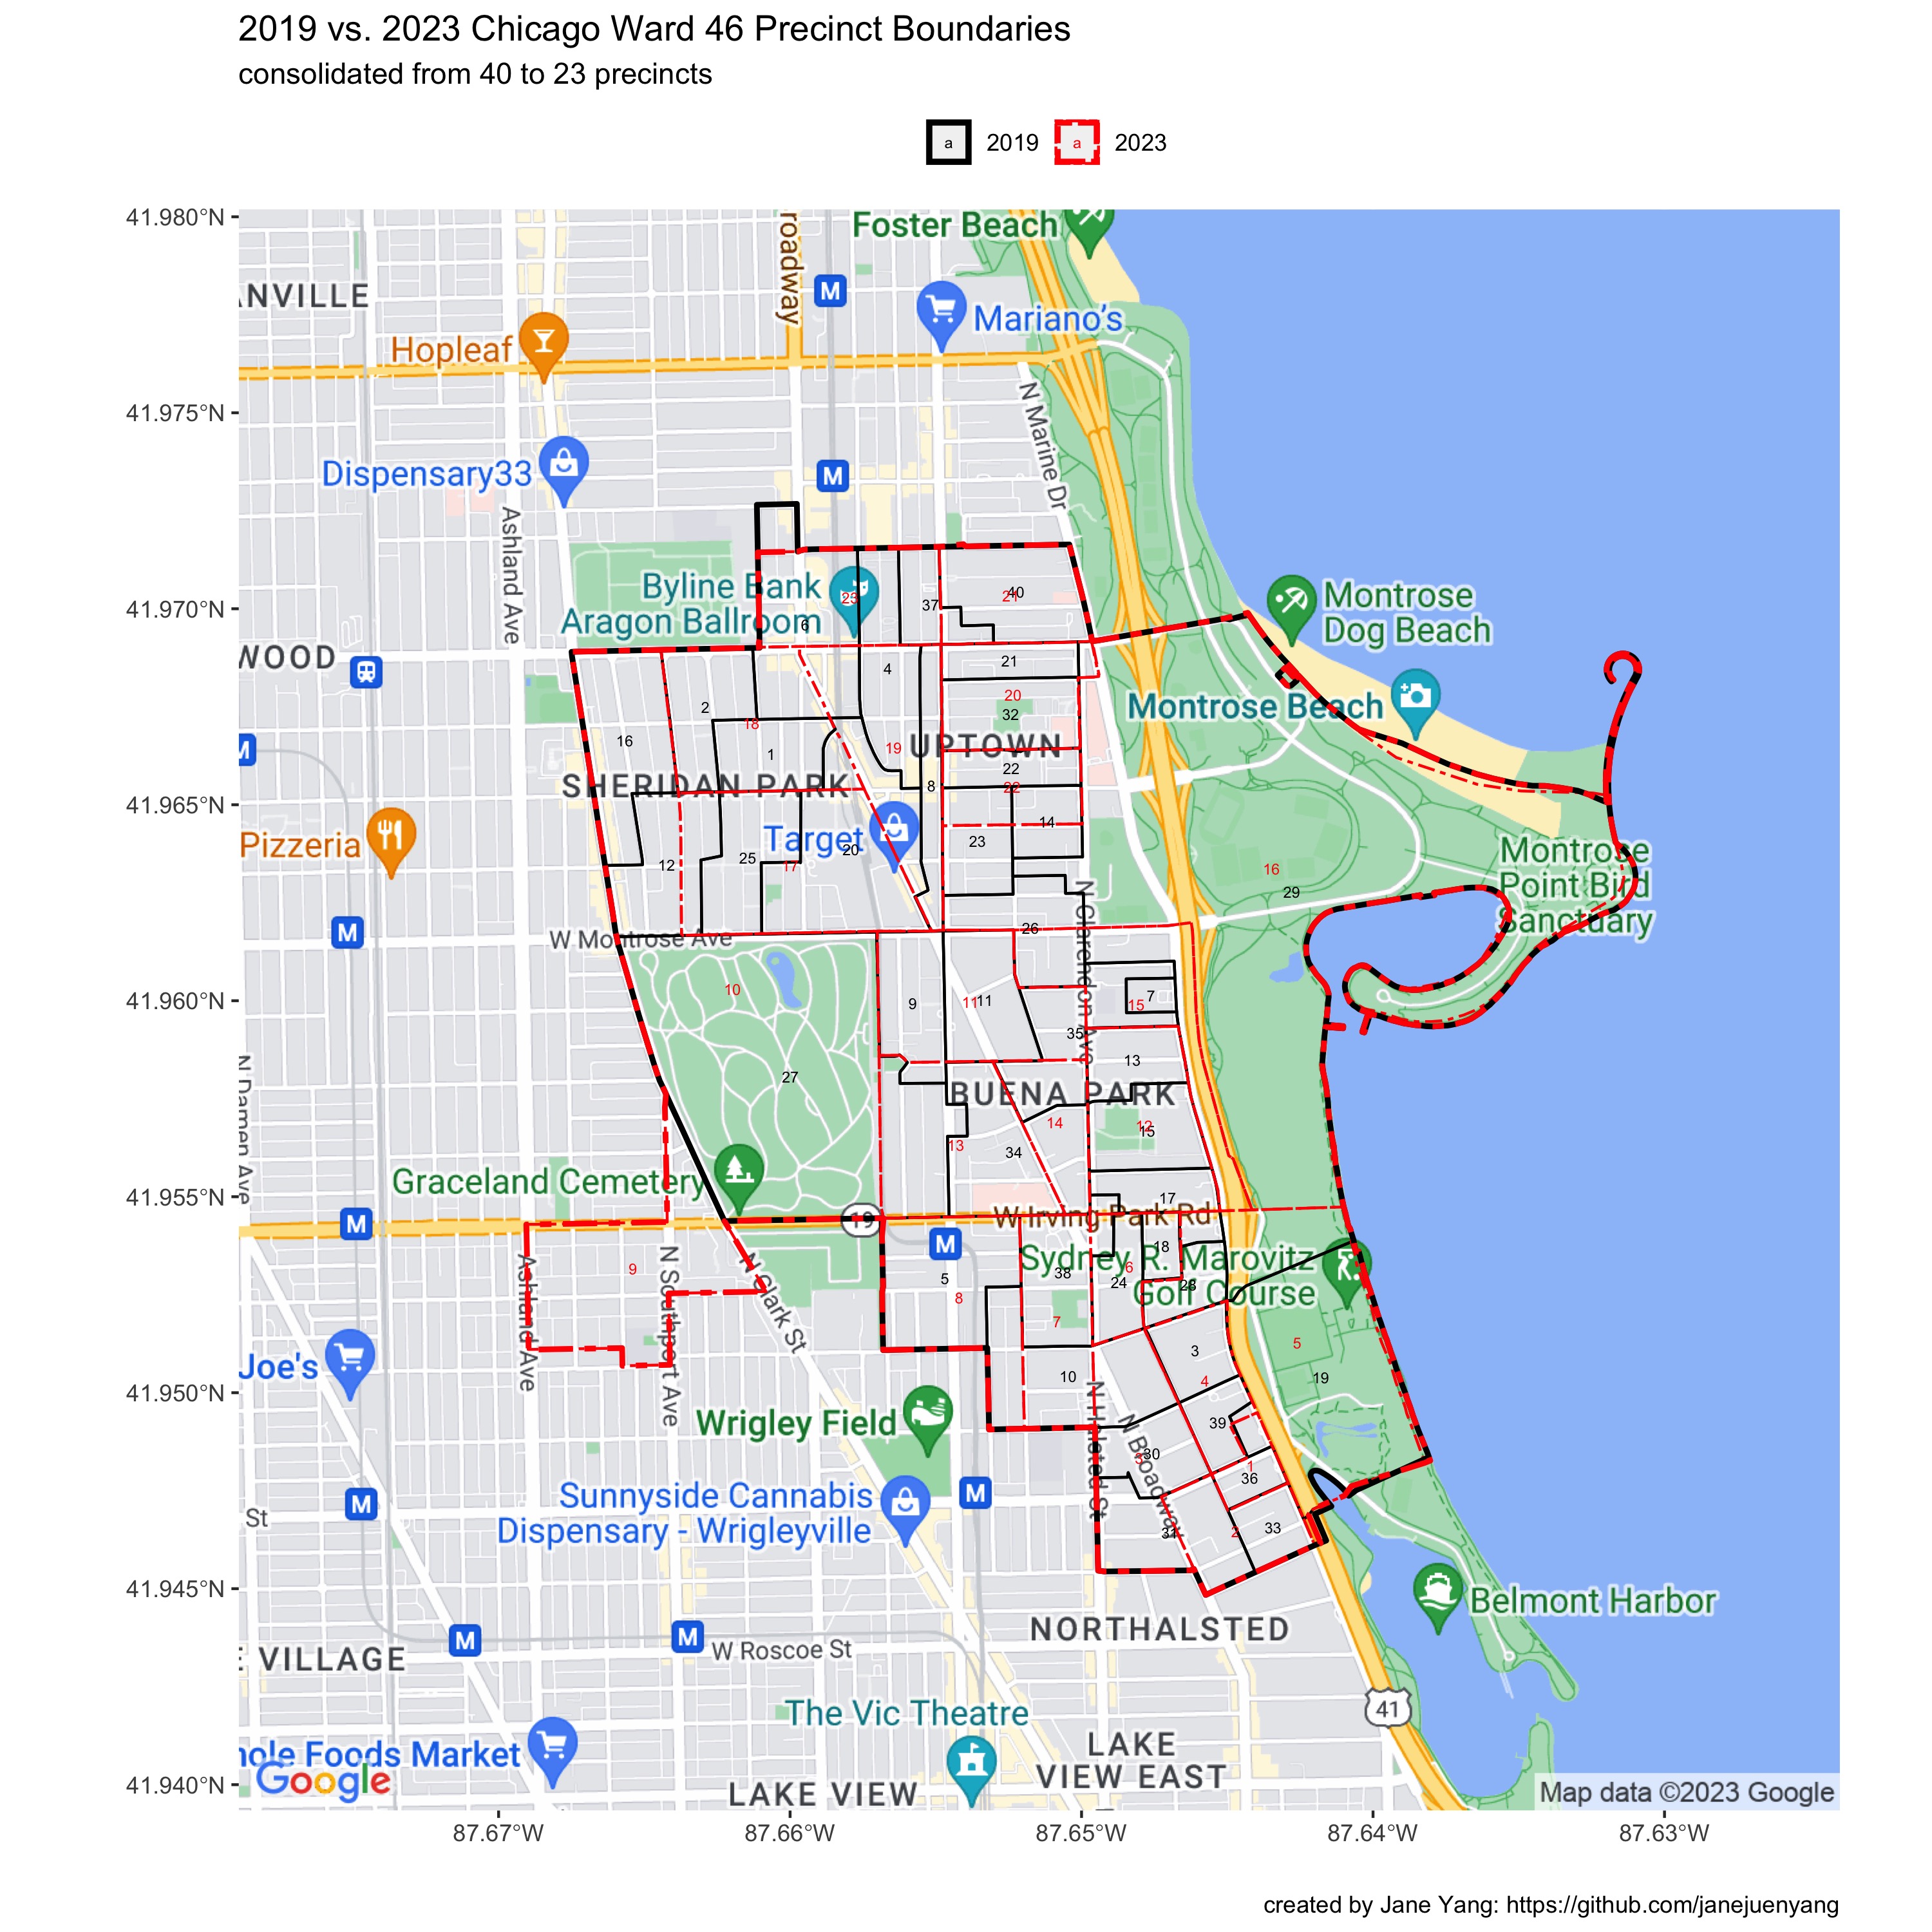 2019 vs. 2023 Chicago Ward 46 Precinct Boundaries
consolidated from 40 to 23 precincts
a 2019 a 2023
41.980°N
41.975°N
41.970°N
41.965°N
41.960°N
41.955°N
41.950°N
41.945°N
41.940°N
roadway
Foster Beach
ANVILLE
M
Mariano's
Hopleaf
N Marine Dr
Dispensary33
M
Ashland Ave
Byline Bank
Aragon Ballroom
23
6
37
40
21
Montrose
Dog Beach
WOOD
4
21
2
20
32
Montrose Beach
18
16
1
19
UPTOWN
M
22
SHERIDAN PARK
8
22
Pizzeria
Target
20
14
23
12
25
17
16
29
Montrose
Point Bird
Sanctuary
M
W Montrose Ave
26
N Clarendon Ave
10
9
11
11
7
15
35
13
27
N Damen Ave
BUENA PARK
14
12
15
13
34
Graceland Cemetery
17
M
19
W Irving Park Rd
M
Sydney R. Marovitz
Golf Course
18
6
38
24
28
9
5
8
Ashland Ave
N Southport Ave
N Clark St
7
5
3
Joe's
10
4
19
Wrigley Field
N Halsted St
N Broadway
39
30
1
36
M
M
Sunnyside Cannabis
Dispensary - Wrigleyville
St
31
2
33
Belmont Harbor
NORTHALSTED
M
M
W Roscoe St
E VILLAGE
The Vic Theatre
41
LAKE
VIEW EAST
hole Foods Market
Google
LAKE VIEW
Map data ©2023 Google
87.67°W
87.66°W
87.65°W
87.64°W
87.63°W
created by Jane Yang: https://github.com/janejuenyang